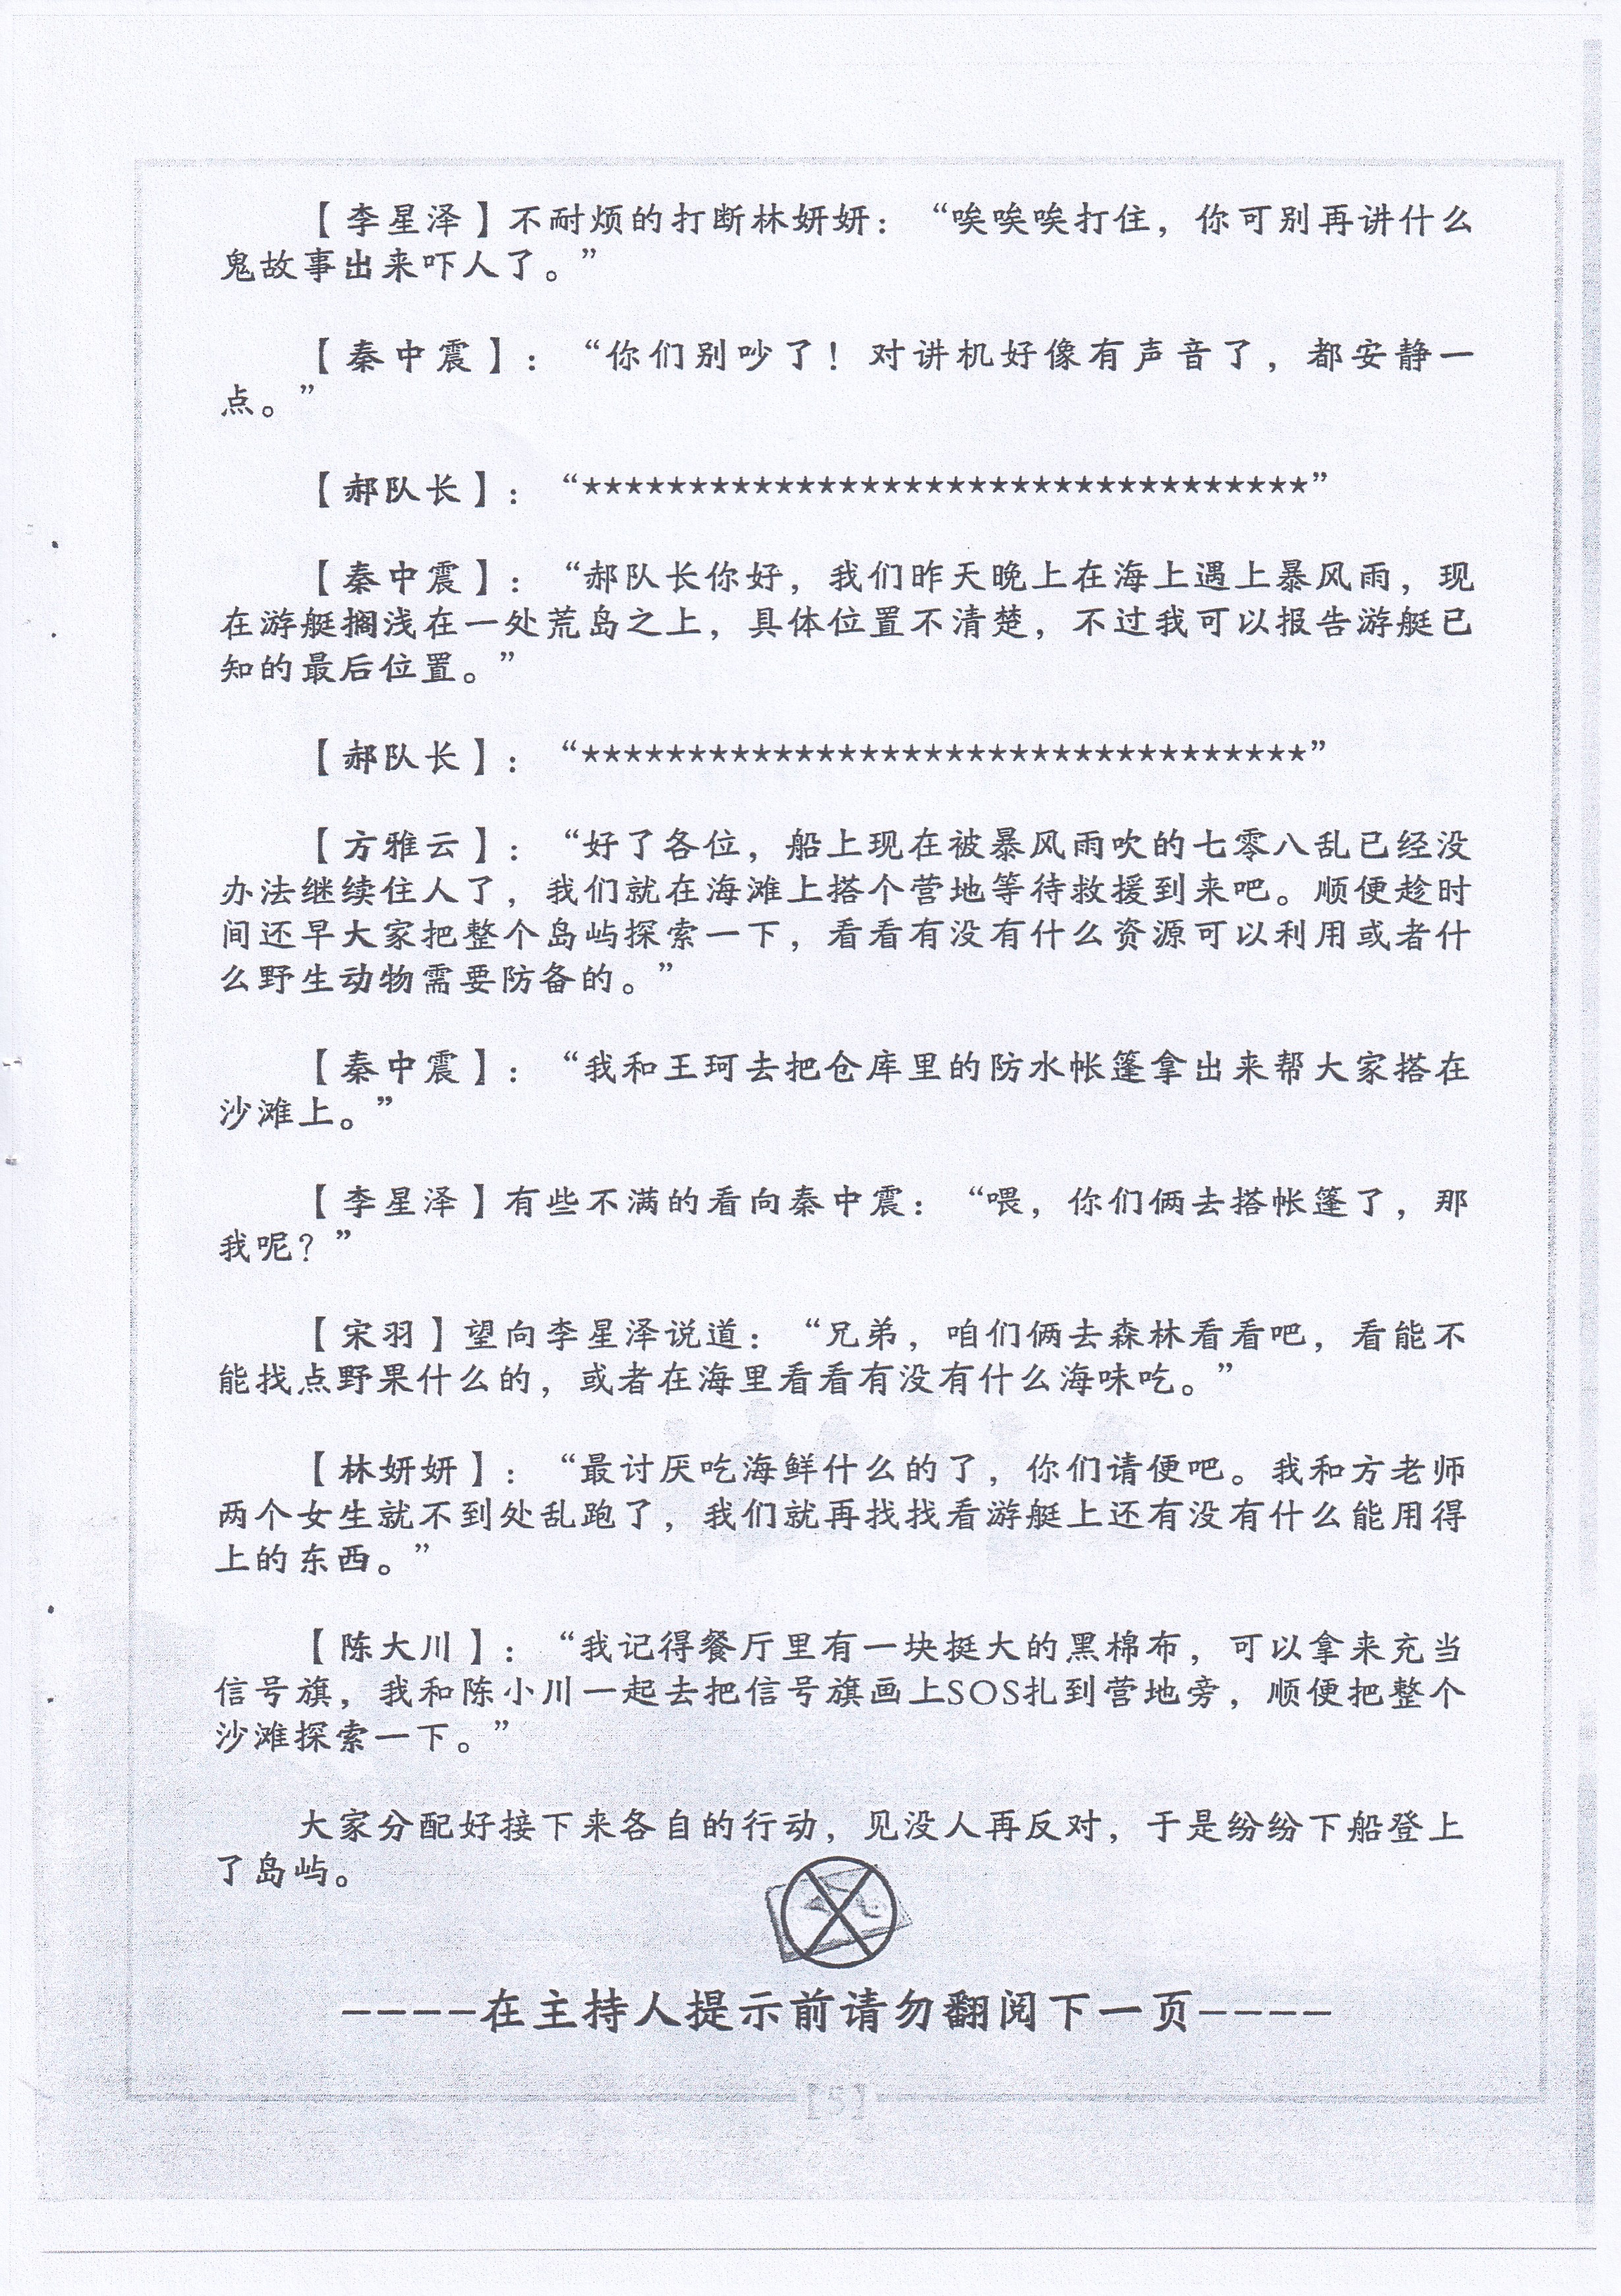 【李星泽】不耐烦的打断林妍妍：“唉唉唉打住，你可别再讲什么
鬼故事出来吓人了。”
【秦中震】：“你们别吵了！对讲机好像有声音了，都安静一
点。”
【郝队长】：“★★★★★★★★★★★★★★★★★★★★★★★★★★★★★★★★★★”
【秦中震】：“郝队长你好，我们昨天晚上在海上遇上暴风雨，现
在游艇搁浅在一处荒岛之上，具体位置不清楚，不过我可以报告游艇已
知的最后位置。”
【郝队长】：“★★★★★★★★★★★★★★★★★★★★★★★★★★★★★★★★★★”
【方雅云】：“好了各位，船上现在被暴风雨吹的七零八乱已经没
办法继续住人了，我们就在海滩上搭个营地等待救援到来吧。顺便趁时
间还早大家把整个岛屿探索一下，看看有没有什么资源可以利用或者什
么野生动物需要防备的。”
【秦中震】：“我和王珂去把仓库里的防水帐篷拿出来帮大家搭在
沙滩上。”
【李星泽】有些不满的看向秦中震：“喂，你们俩去搭帐篷了，那
我呢？”
【宋羽】望向李星泽说道：“兄弟，咱们俩去森林看看吧，看能不
能找点野果什么的，或者在海里看看有没有什么海味吃。”
【林妍妍】：“最讨厌吃海鲜什么的了，你们请便吧。我和方老师
两个女生就不到处乱跑了，我们就再找找看游艇上还有没有什么能用得
上的东西。”
【陈大川】：“我记得餐厅里有一块挺大的黑棉布，可以拿来充当
信号旗，我和陈小川一起去把信号旗画上SOS扎到营地旁，顺便把整个
沙滩探索一下。”
大家分配好接下来各自的行动，见没人再反对，于是纷纷下船登上
了岛屿。
————在主持人提示前请勿翻阅下一页————
【5】